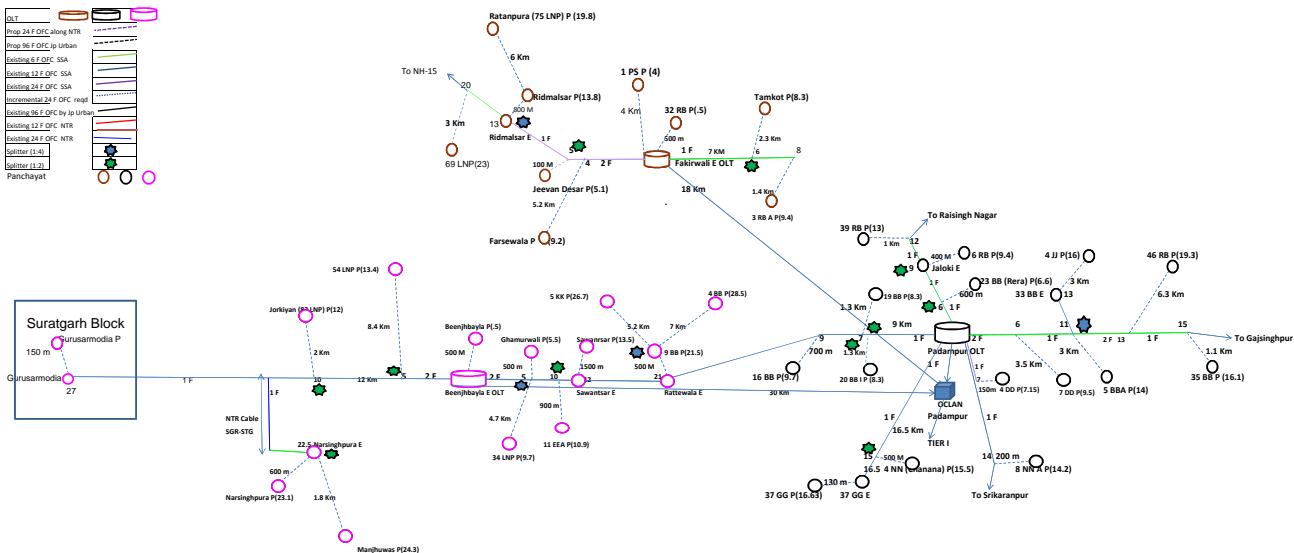 OLT
Prop 24 F OFC along NTR
Prop 96 F OFC Jp Urban
Existing 6 F OFC SSA
Existing 12 F OFC SSA
Existing 24 F OFC SSA
Incremental 24 F OFC reqd
Existing 96 F OFC by Jp Urban
Existing 12 F OFC NTR
Existing 24 F OFC NTR
Splitter (1:4)
Splitter (1:2)
Panchayat
Ratanpura (75 LNP) P (19.8)
6 Km
To NH-15
20
Ridmalsar P(13.8)
800 M
13
Ridmalsar E
3 Km
69 LNP(23)
1 F
5
100 M
4
2 F
Jeevan Desar P(5.1)
5.2 Km
Farsewala P (9.2)
1 PS P (4)
4 Km
32 RB P(.5)
500 m
Fakirwali E OLT
1 F
7 KM
6
8
18 Km
Tamkot P(8.3)
2.3 Km
1.4 Km
3 RB A P(9.4)
39 RB P(13)
1 Km
12
To Raisingh Nagar
1 F
400 M
9
Jaloki E
6 RB P(9.4)
1 F
23 BB (Rera) P(6.6)
600 m
6
1 F
4 JJ P(16)
3 Km
33 BB E
13
46 RB P(19.3)
6.3 Km
19 BB P(8.3)
1.3 Km
9 Km
9
7
1 F
700 m
1.3 Km
16 BB P(9.7)
20 BB I P (8.3)
30 Km
Padampur OLT
2 F
6
1 F
11
2 F
13
1 F
15
To Gajsinghpur
3 Km
3.5 Km
1.1 Km
35 BB P (16.1)
5 BBA P(14)
7 DD P(9.5)
1 F
1 F
7
150m
4 DD P(7.15)
OCLAN
Padampur
TIER I
1 F
16.5 Km
1 F
15
500 M
16.5
4 NN (Chanana) P(15.5)
130 m
37 GG P(16.63)
37 GG E
14
200 m
8 NN A P(14.2)
To Srikaranpur
54 LNP P(13.4)
8.4 Km
2 Km
10
12 Km
5
2 F
Beenjhbayla P(.5)
500 M
Beenjhbayla E OLT
Ghamurwali P(5.5)
500 m
2 F
5
10
4.7 Km
34 LNP P(9.7)
900 m
11 EEA P(10.9)
Sawanrsar P(13.5)
1500 m
12
Sawantsar E
5 KK P(26.7)
5.2 Km
4 BB P(28.5)
7 Km
9 BB P(21.5)
500 M
21
Rattewala E
Suratgarh Block
Gurusarmodia P
150 m
Gurusarmodia
27
1 F
1 F
NTR Cable
SGR-STG
22.5
Narsinghpura E
600 m
Narsinghpura P(23.1)
1.8 Km
Manjhuwas P(24.3)